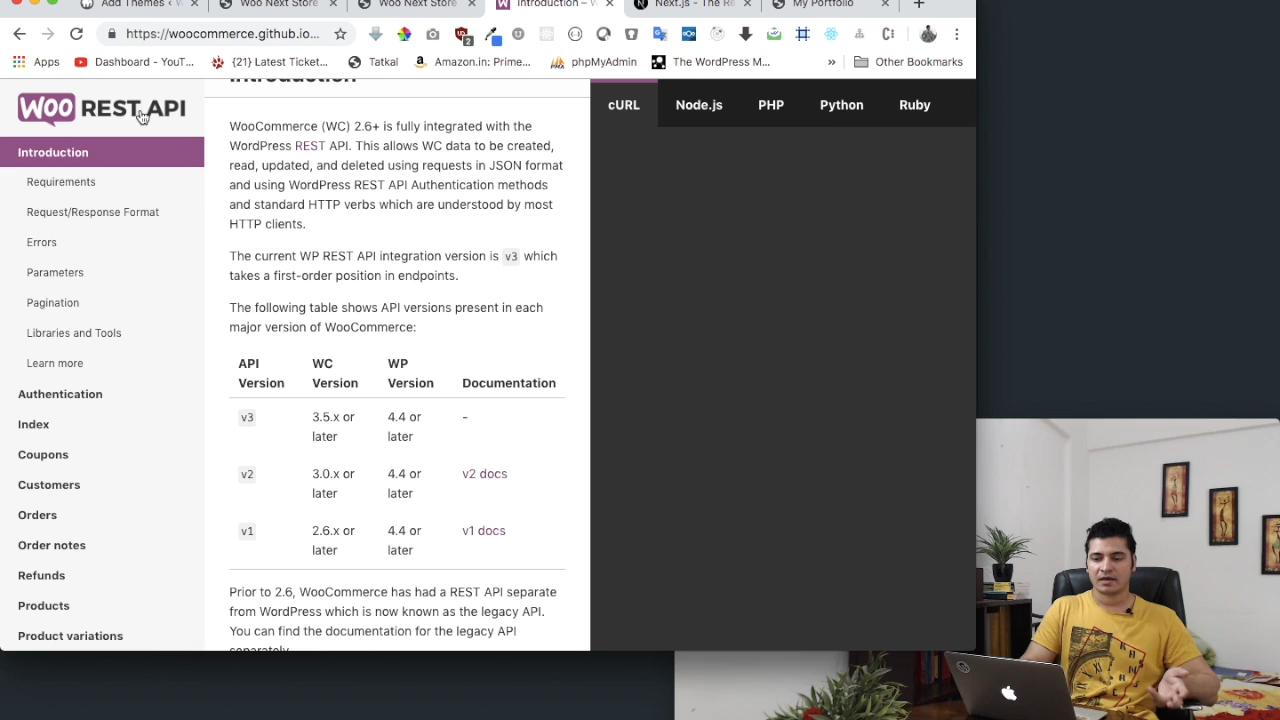 Add Themes ‹ W
Woo Next Store
Woo Next Store
Introduction – W
Next.js - The Re
My Portfolio
https://woocommerce.github.io...
2
Apps
Dashboard - YouT...
{21} Latest Ticket...
Tatkal
Amazon.in: Prime...
phpMyAdmin
The WordPress M...
»
Other Bookmarks
WOO REST API
Introduction
Requirements
Request/Response Format
Errors
Parameters
Pagination
Libraries and Tools
Learn more
Authentication
Index
Coupons
Customers
Orders
Order notes
Refunds
Products
Product variations
Introduction
WooCommerce (WC) 2.6+ is fully integrated with the
WordPress REST API. This allows WC data to be created,
read, updated, and deleted using requests in JSON format
and using WordPress REST API Authentication methods
and standard HTTP verbs which are understood by most
HTTP clients.
The current WP REST API integration version is v3 which
takes a first-order position in endpoints.
The following table shows API versions present in each
major version of WooCommerce:
API Version WC Version WP Version Documentation
v3 3.5.x or later 4.4 or later -
v2 3.0.x or later 4.4 or later v2 docs
v1 2.6.x or later 4.4 or later v1 docs
Prior to 2.6, WooCommerce has had a REST API separate
from WordPress which is now known as the legacy API.
You can find the documentation for the legacy API
separately.
cURL Node.js PHP Python Ruby